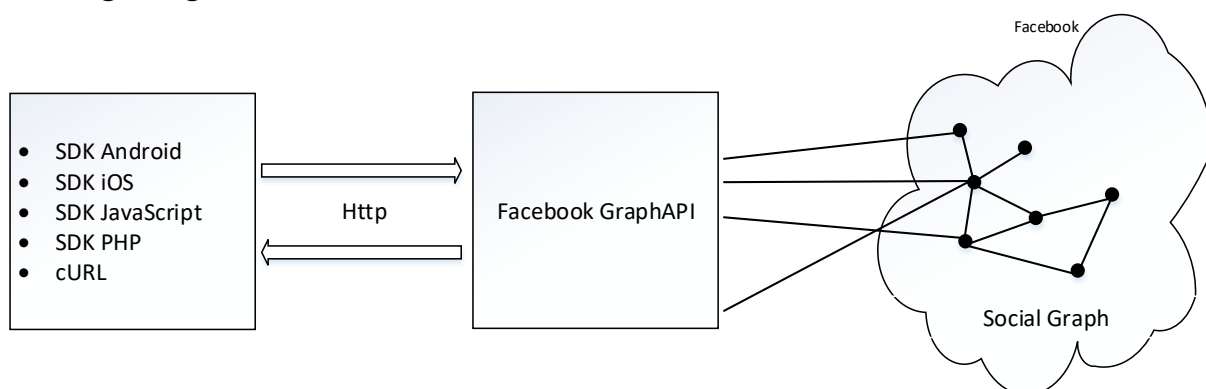 Facebook
• SDK Android
• SDK iOS
• SDK JavaScript
• SDK PHP
• cURL
Http
Facebook GraphAPI
Social Graph